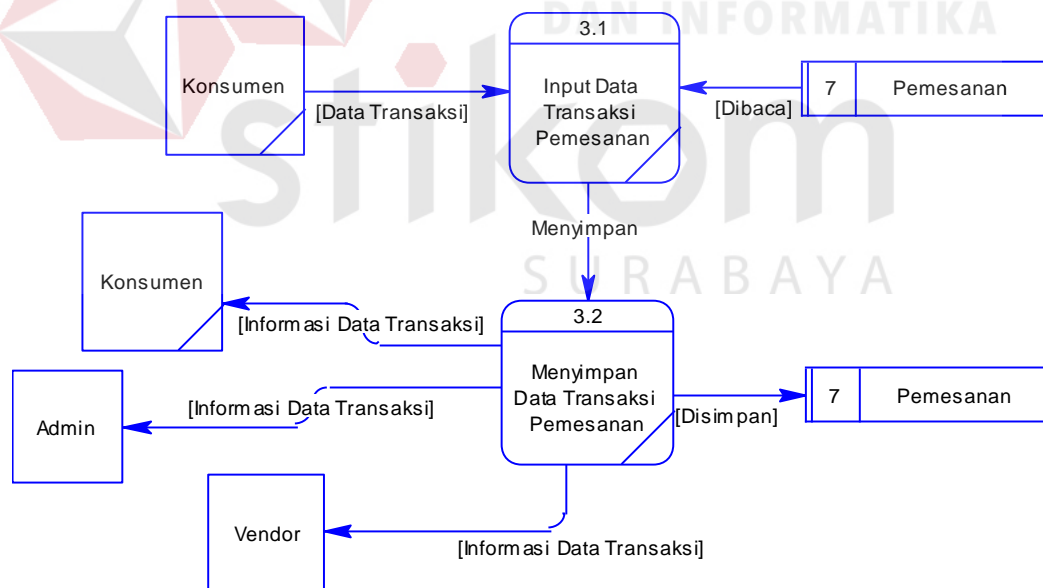 DAN INFORMATIKA
3.1
Konsumen
[Data Transaksi]
Input Data
Transaksi
Pemesanan
[Dibaca]
7 Pemesanan
stikom
Menyimpan
SURABAYA
Konsumen
[Informasi Data Transaksi]
3.2
Menyimpan
Data Transaksi
Pemesanan
[Disimpan]
7 Pemesanan
Admin
[Informasi Data Transaksi]
Vendor
[Informasi Data Transaksi]